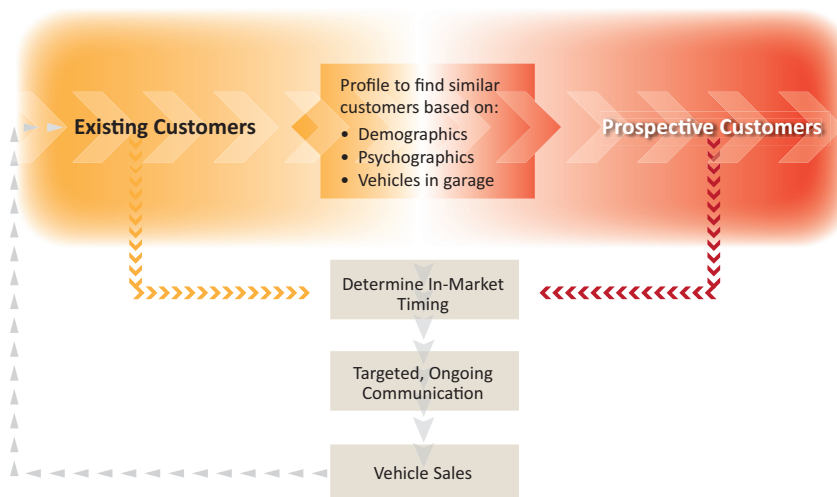 Profile to find similar
customers based on:
• Demographics
• Psychographics
• Vehicles in garage
Existing Customers
Prospective Customers
Determine In-Market
Timing
Targeted, Ongoing
Communication
Vehicle Sales